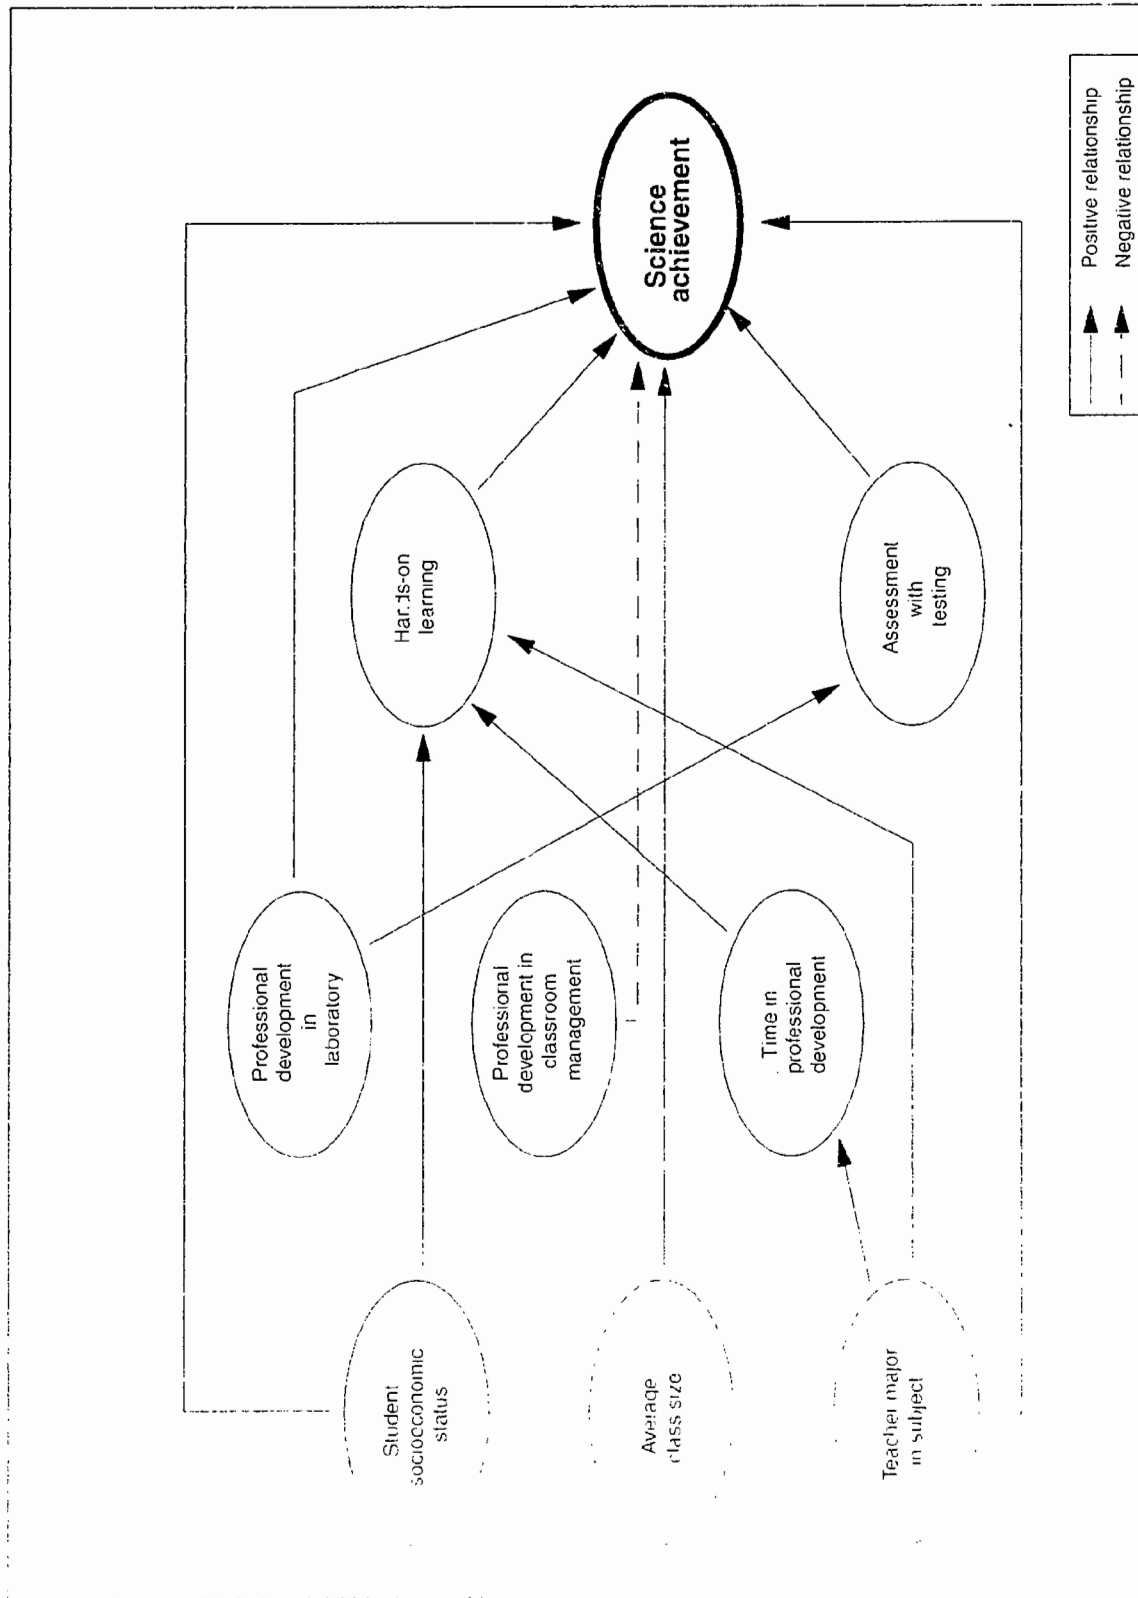 Student
socioeconomic
status
Average
class size
Teacher major
in subject
Professional
development
in
laboratory
Professional
development in
classroom
management
Time in
professional
development
Hands-on
learning
Assessment
with
testing
Science
achievement
Positive relationship
Negative relationship